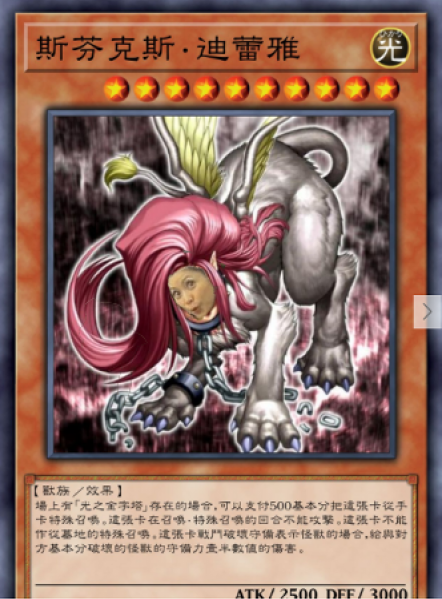 斯芬克斯·迪蕾雅
光
【獸族／效果】
場上有「光之金字塔」存在的場合，可以支付500基本分把這張卡從手
卡特殊召喚。這張卡在召喚·特殊召喚的回合不能攻擊。這張卡不能
作從墓地的特殊召喚。這張卡戰鬥破壞守備表示怪獸的場合，給與對
方基本分破壞的怪獸的守備力數值一半的傷害。
ATK/2500 DEF/3000